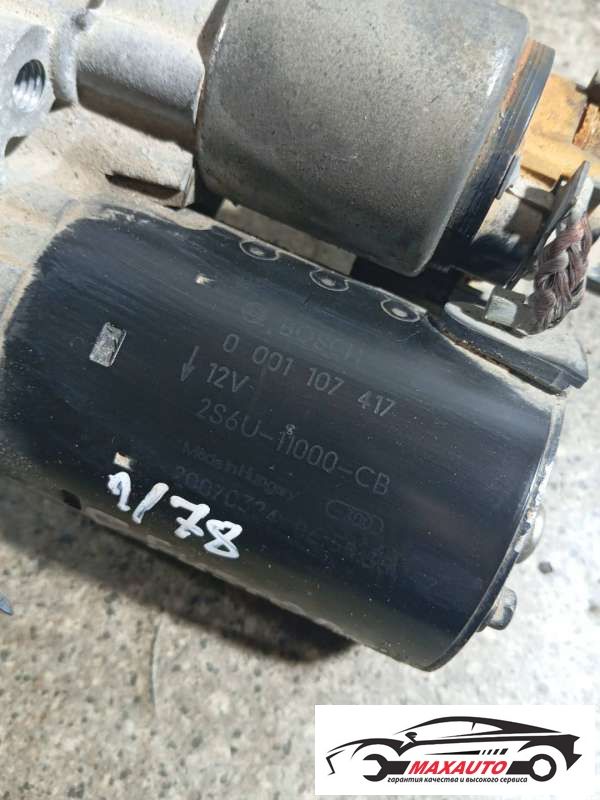 BOSCH
0 001 107 417
12V
2S6U-11000-CB
Made in Hungary
2/78
MAXAUTO
гарантия качества и высокого сервиса